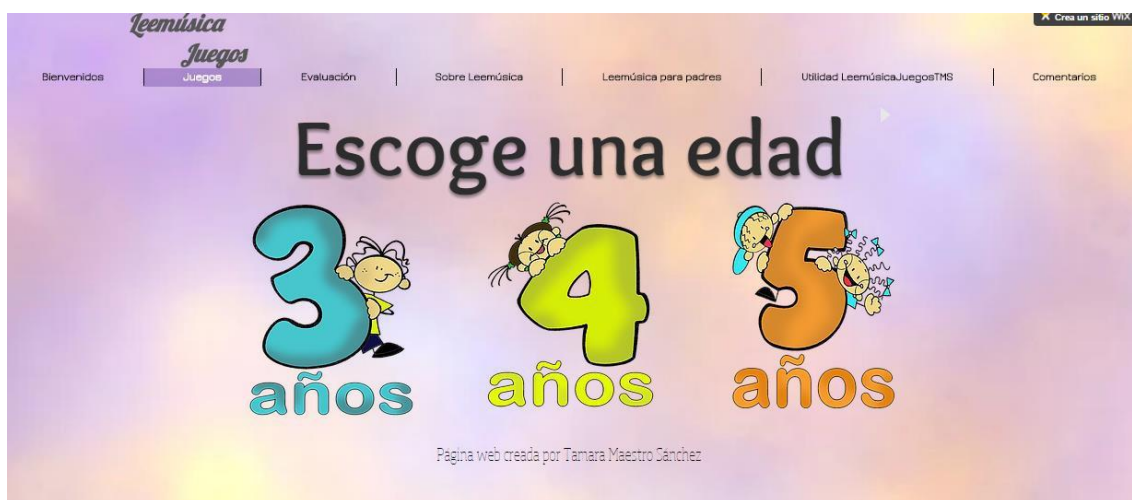 Leemúsica
Juegos
X Crea un sitio WiX
Bienvenidos Juegos Evaluación Sobre Leemúsica Leemúsica para padres Utilidad LeemúsicaJuegosTMS Comentarios
Escoge una edad
3 4 5
años años años
Página web creada por Tamara Maestro Sánchez